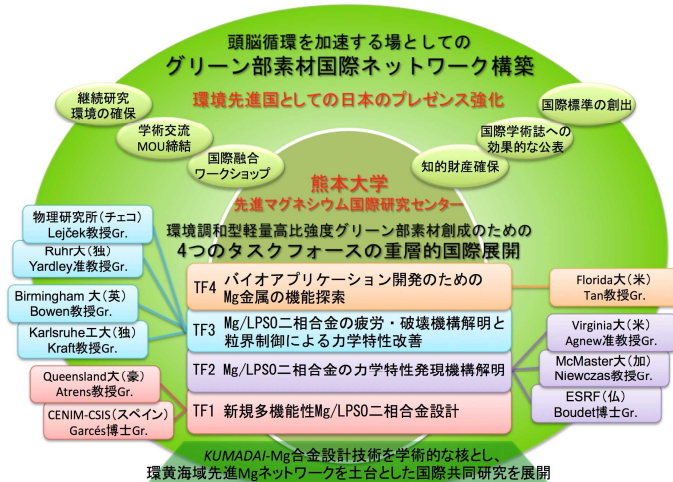 頭脳循環を加速する場としての
グリーン部素材国際ネットワーク構築
環境先進国としての日本のプレゼンス強化
継続研究
環境の確保
学術交流
MOU締結
国際融合
ワークショップ
国際標準の創出
国際学術誌への
効果的な公表
知的財産確保
熊本大学
先進マグネシウム国際研究センター
環境調和型軽量高比強度グリーン部素材創成のための
4つのタスクフォースの重層的国際展開
物理研究所(チェコ)
Lejček教授Gr.
Ruhr大(独)
Yardley准教授Gr.
Birmingham 大(英)
Bowen教授Gr.
Karlsruhe工大(独)
Kraft教授Gr.
Queensland大(豪)
Atrens教授Gr.
CENIM-CSIS(スペイン)
Garcés博士Gr.
TF4 バイオアプリケーション開発のための
Mg金属の機能探索
TF3 Mg/LPSO二相合金の疲労・破壊機構解明と
粒界制御による力学特性改善
TF2 Mg/LPSO二相合金の力学特性発現機構解明
TF1 新規多機能性Mg/LPSO二相合金設計
Florida大(米)
Tan教授Gr.
Virginia大(米)
Agnew准教授Gr.
McMaster大(加)
Niewczas教授Gr.
ESRF(仏)
Boudet博士Gr.
KUMADAI-Mg合金設計技術を学術的な核とし、
環黄海域先進Mgネットワークを土台とした国際共同研究を展開